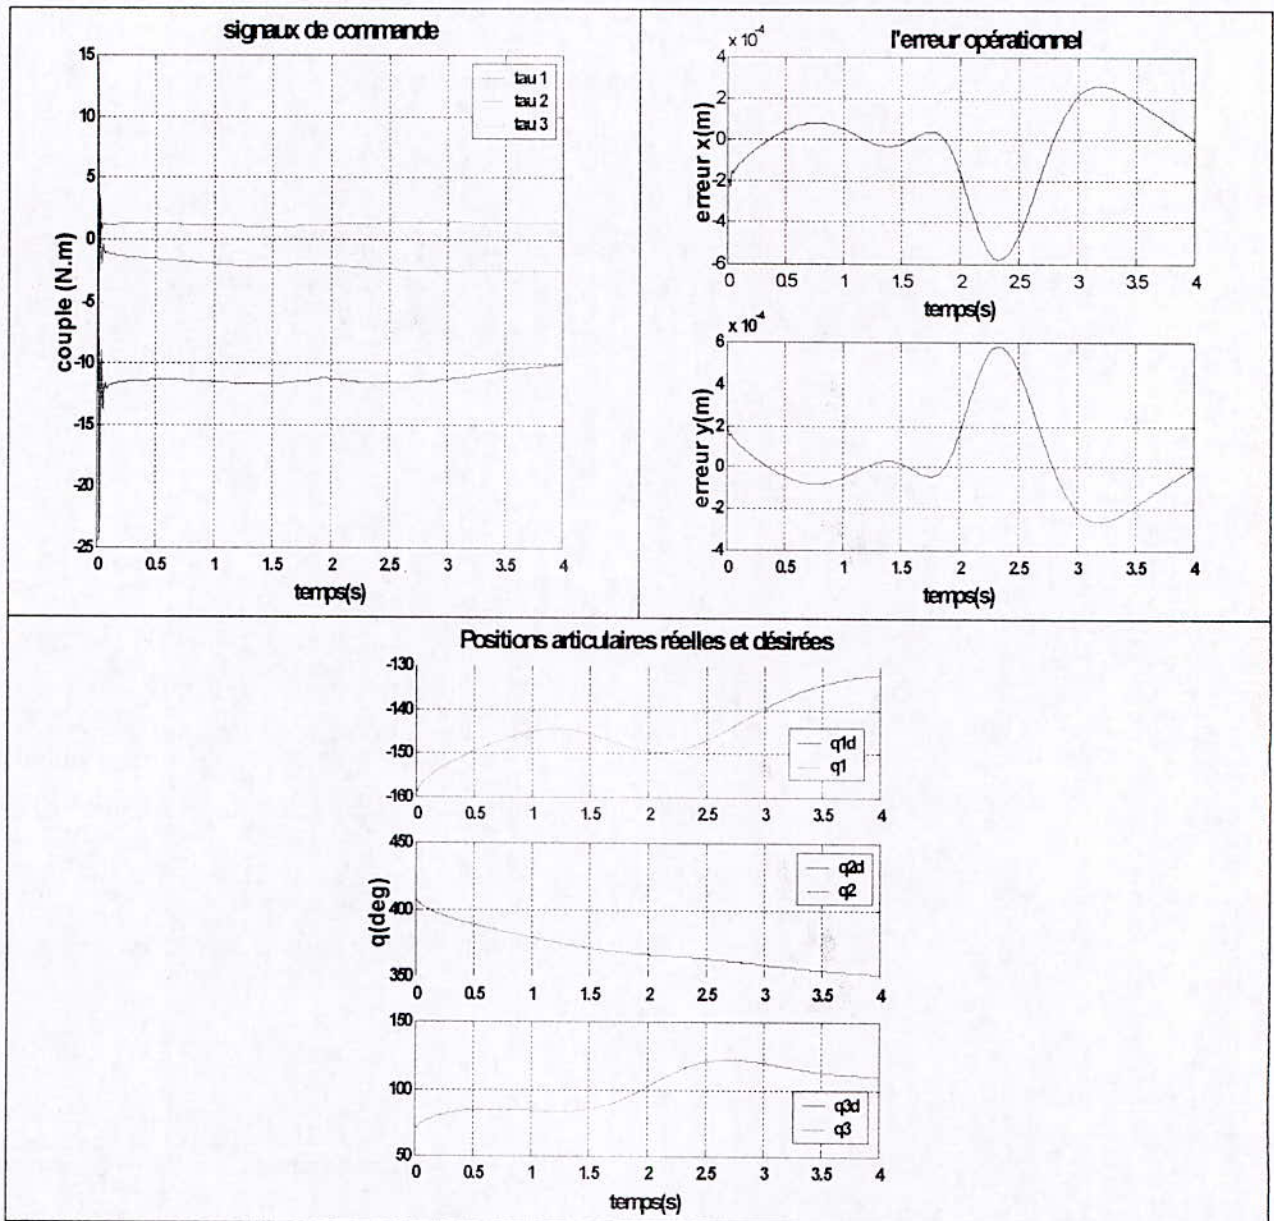 signaux de commande
15
10
5
0
-5
-10
-15
-20
-25
couple (N.m)
tau 1
tau 2
tau 3
0 0.5 1 1.5 2 2.5 3 3.5 4
temps(s)
l'erreur opérationnel
x 10-4
4
2
0
-2
-4
-6
erreur x(m)
0 0.5 1 1.5 2 2.5 3 3.5 4
temps(s)
x 10-4
6
4
2
0
-2
-4
erreur y(m)
0 0.5 1 1.5 2 2.5 3 3.5 4
temps(s)
Positions articulaires réelles et désirées
-130
-140
-150
-160
q1d
q1
0 0.5 1 1.5 2 2.5 3 3.5 4
450
400
350
q(deg)
q2d
q2
0 0.5 1 1.5 2 2.5 3 3.5 4
150
100
50
q3d
q3
0 0.5 1 1.5 2 2.5 3 3.5 4
temps(s)